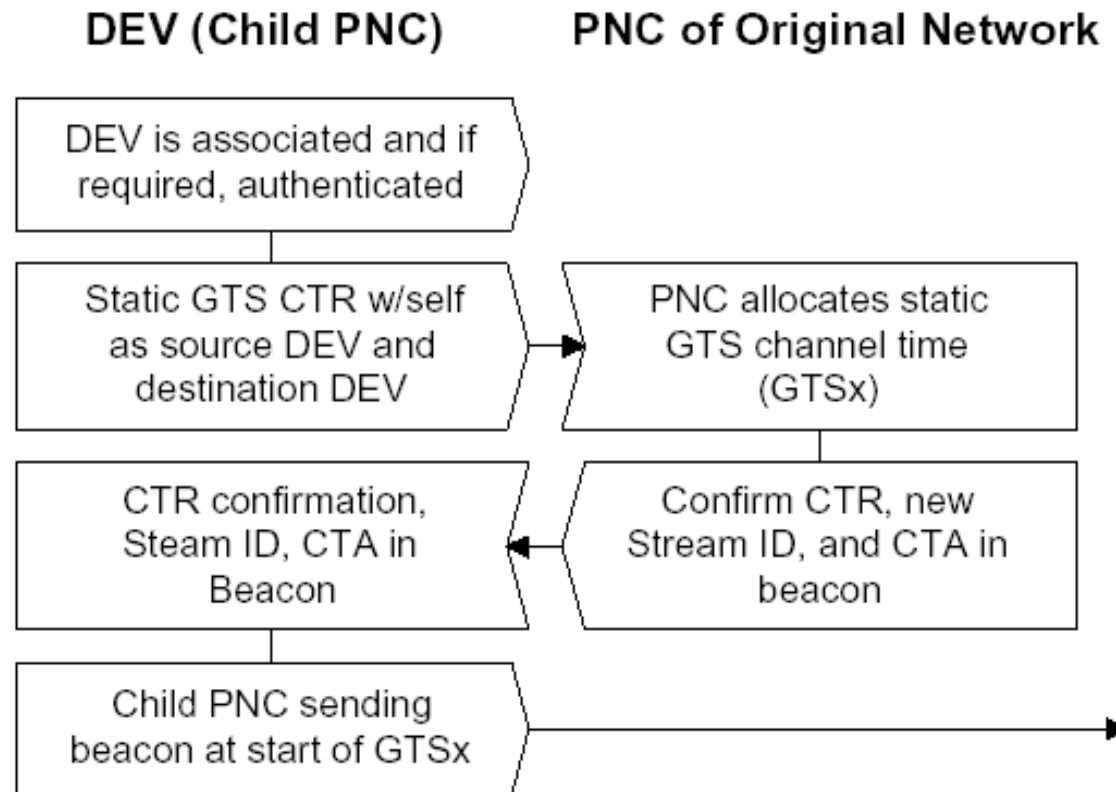 DEV (Child PNC)
PNC of Original Network
DEV is associated and if
required, authenticated
Static GTS CTR w/self
as source DEV and
destination DEV
PNC allocates static
GTS channel time
(GTSx)
CTR confirmation,
Steam ID, CTA in
Beacon
Confirm CTR, new
Stream ID, and CTA in
beacon
Child PNC sending
beacon at start of GTSx